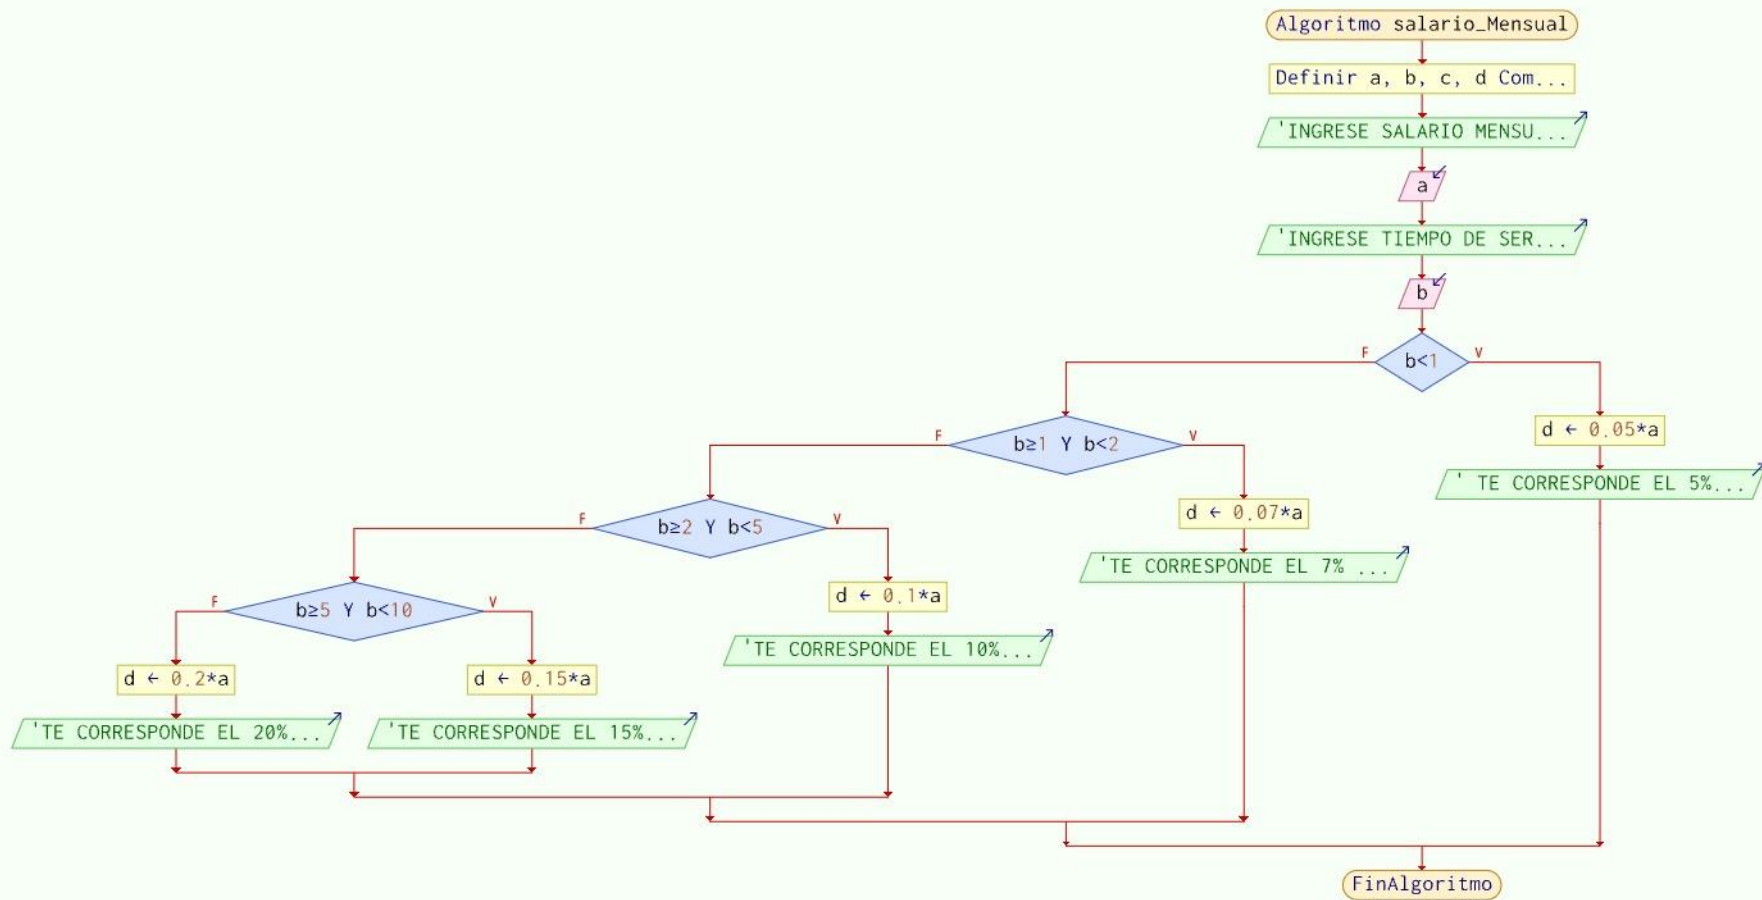 Algoritmo salario_Mensual
Definir a, b, c, d Com...
'INGRESE SALARIO MENSU...
a
'INGRESE TIEMPO DE SER...
b
b<1
F
V
d ← 0.05*a
' TE CORRESPONDE EL 5%...
b≥1 Y b<2
F
V
d ← 0.07*a
'TE CORRESPONDE EL 7% ...
b≥2 Y b<5
F
V
d ← 0.1*a
'TE CORRESPONDE EL 10%...
b≥5 Y b<10
F
V
d ← 0.2*a
d ← 0.15*a
'TE CORRESPONDE EL 20%...
'TE CORRESPONDE EL 15%...
FinAlgoritmo